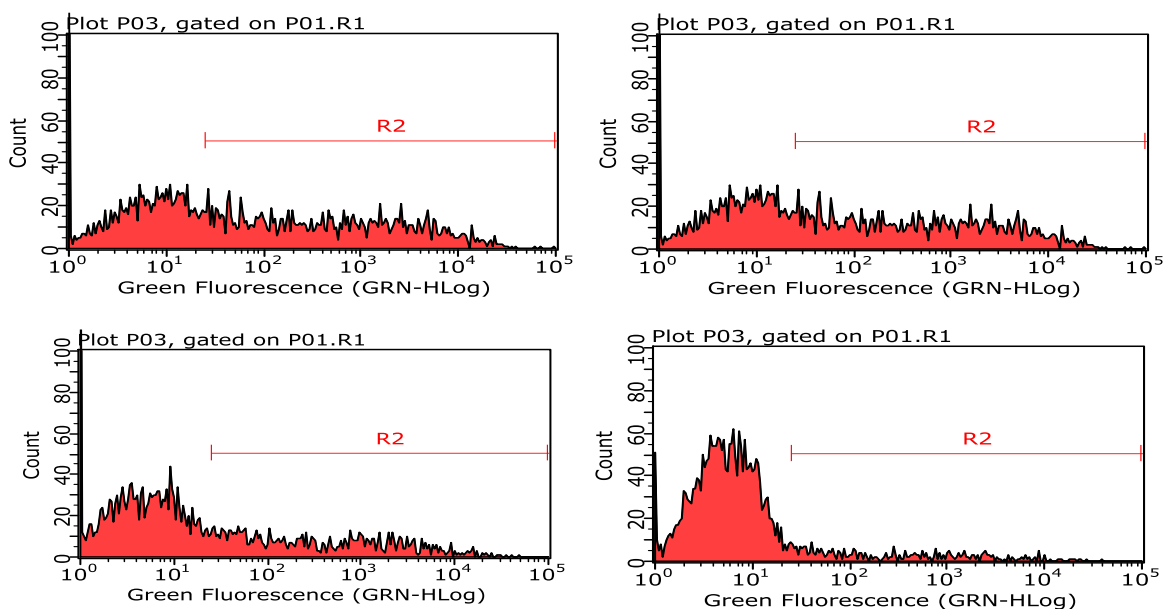 Plot P03, gated on P01.R1
100
80
60
40
20
0
Count
R2
10⁰ 10¹ 10² 10³ 10⁴ 10⁵
Green Fluorescence (GRN-HLog)
Plot P03, gated on P01.R1
100
80
60
40
20
0
Count
R2
10⁰ 10¹ 10² 10³ 10⁴ 10⁵
Green Fluorescence (GRN-HLog)
Plot P03, gated on P01.R1
100
80
60
40
20
0
Count
R2
10⁰ 10¹ 10² 10³ 10⁴ 10⁵
Green Fluorescence (GRN-HLog)
Plot P03, gated on P01.R1
100
80
60
40
20
0
Count
R2
10⁰ 10¹ 10² 10³ 10⁴ 10⁵
Green Fluorescence (GRN-HLog)